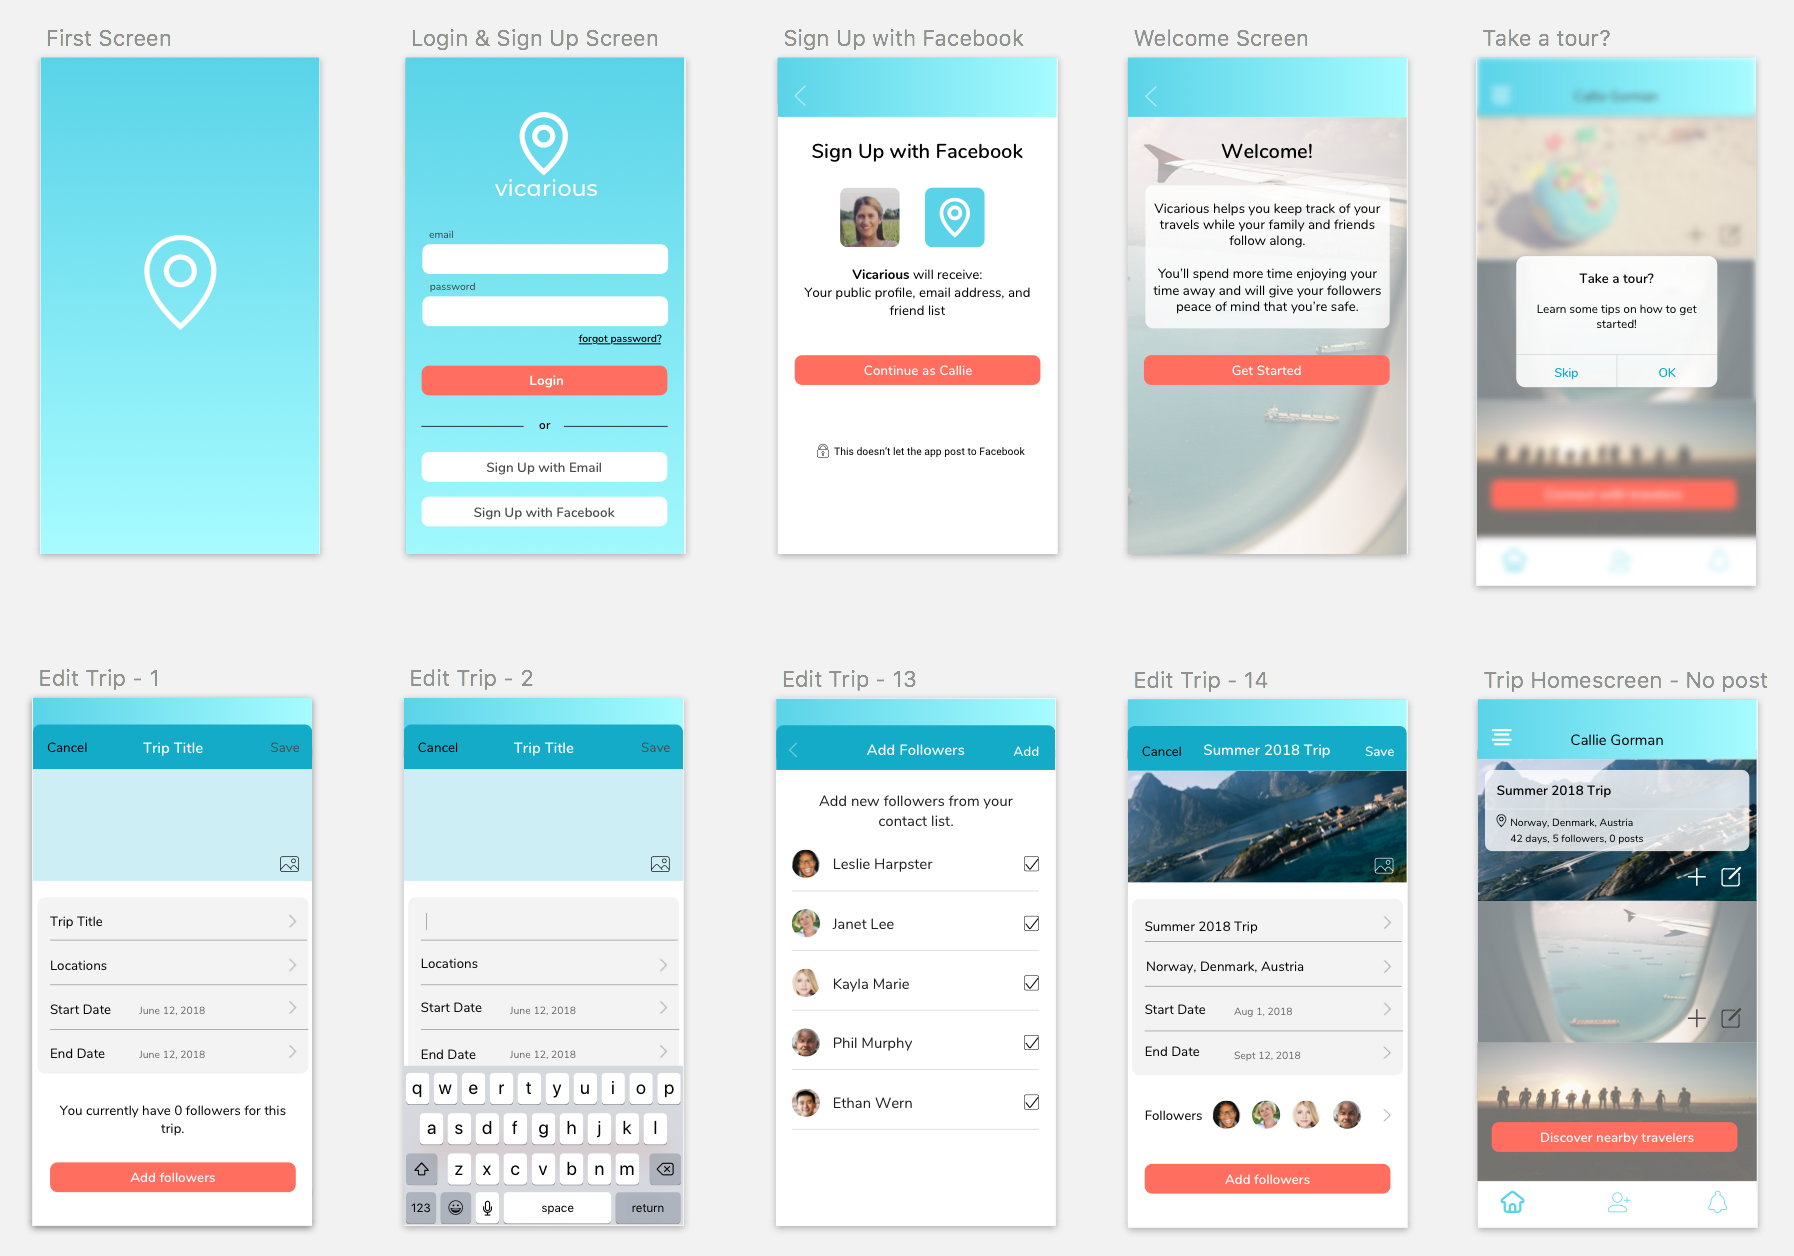 First Screen
Login & Sign Up Screen
vicarious
email
password
forgot password?
Login
or
Sign Up with Email
Sign Up with Facebook
Sign Up with Facebook
Sign Up with Facebook
Vicarious will receive:
Your public profile, email address, and
friend list
Continue as Callie
This doesn't let the app post to Facebook
Welcome Screen
Welcome!
Vicarious helps you keep track of your
travels while your family and friends
follow along.
You'll spend more time enjoying your
time away and will give your followers
peace of mind that you're safe.
Get Started
Take a tour?
Callie Gorman
Take a tour?
Learn some tips on how to get
started!
Skip
OK
Connect with travelers
Edit Trip - 1
Cancel
Trip Title
Save
Trip Title
Locations
Start Date
June 12, 2018
End Date
June 12, 2018
You currently have 0 followers for this
trip.
Add followers
Edit Trip - 2
Cancel
Trip Title
Save
Locations
Start Date
June 12, 2018
End Date
June 12, 2018
q w e r t y u i o p
a s d f g h j k l
z x c v b n m
123
space
return
Edit Trip - 13
Add Followers
Add
Add new followers from your
contact list.
Leslie Harpster
Janet Lee
Kayla Marie
Phil Murphy
Ethan Wern
Edit Trip - 14
Cancel
Summer 2018 Trip
Save
Summer 2018 Trip
Norway, Denmark, Austria
Start Date
Aug 1, 2018
End Date
Sept 12, 2018
Followers
Add followers
Trip Homescreen - No post
Callie Gorman
Summer 2018 Trip
Norway, Denmark, Austria
42 days, 5 followers, 0 posts
Discover nearby travelers